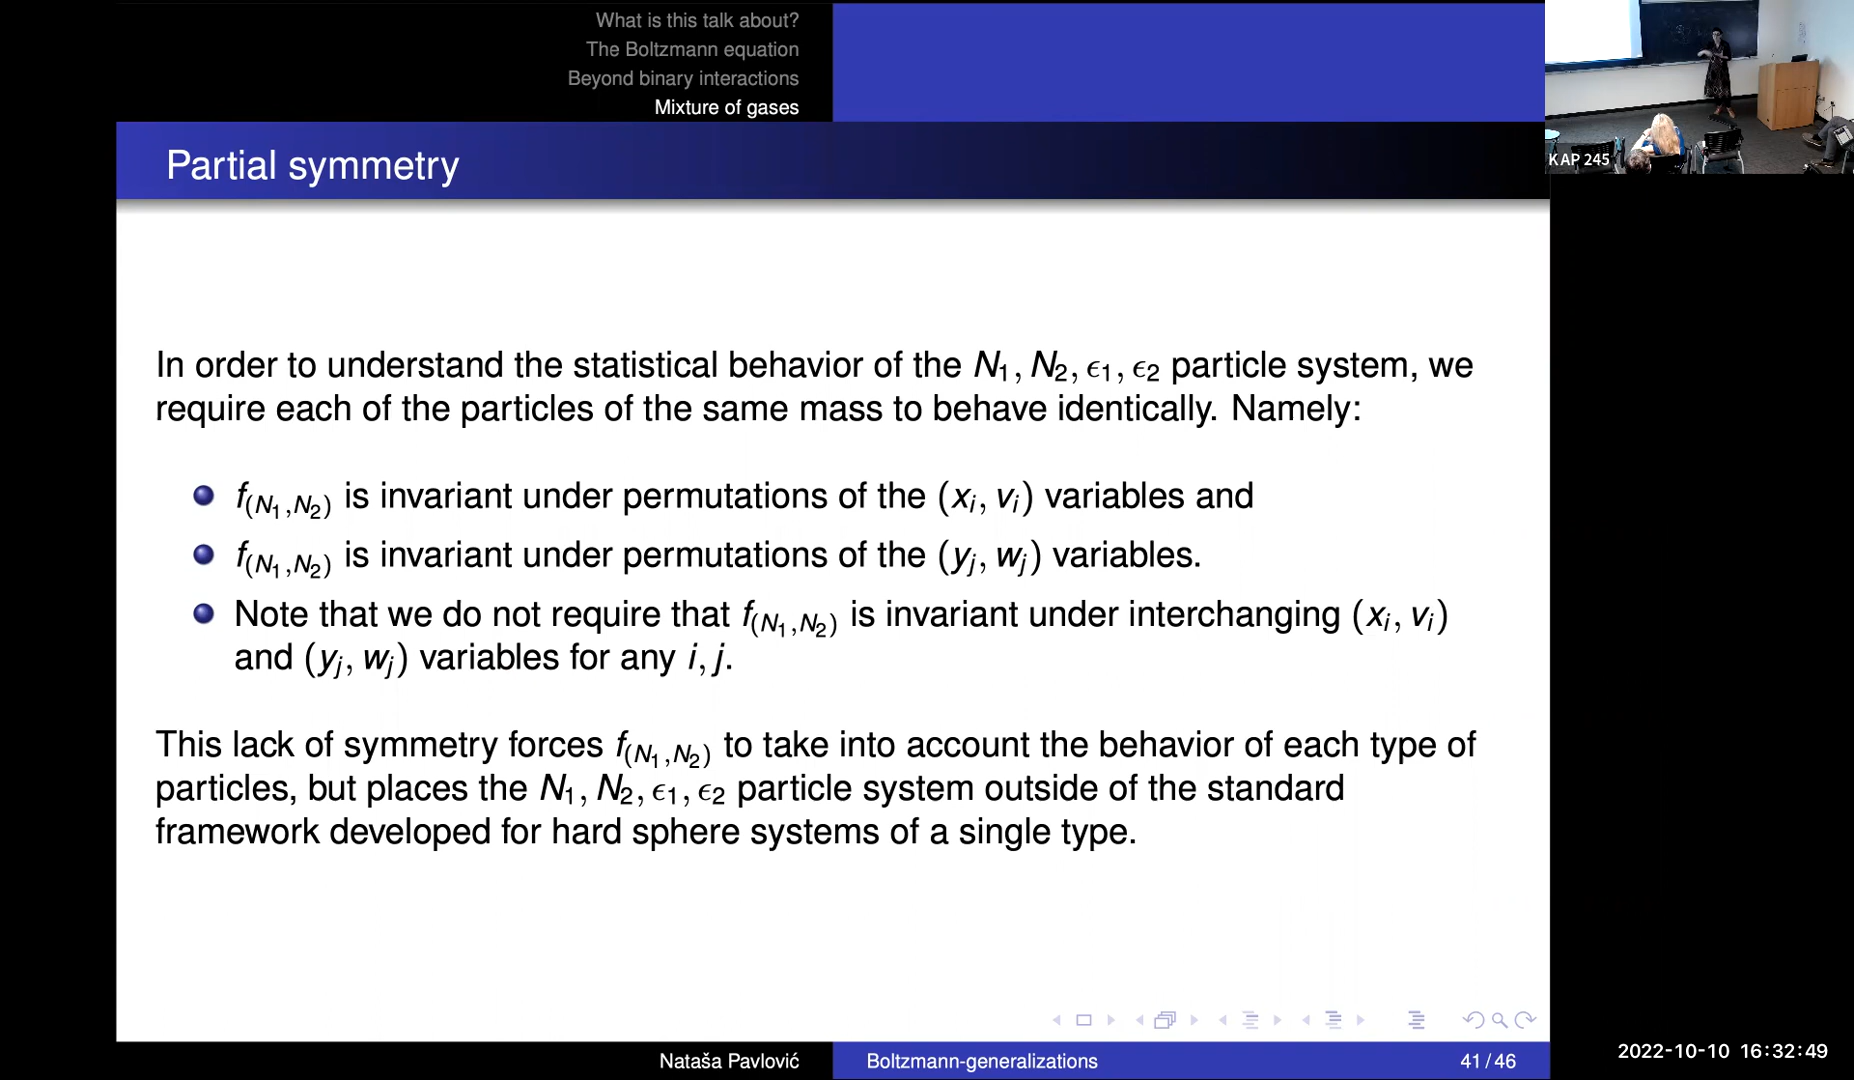 What is this talk about?
The Boltzmann equation
Beyond binary interactions
Mixture of gases
Partial symmetry
KAP 245
In order to understand the statistical behavior of the N₁, N₂, ϵ₁, ϵ₂ particle system, we
require each of the particles of the same mass to behave identically. Namely:
f₍N₁,N₂₎ is invariant under permutations of the (xᵢ, vᵢ) variables and
f₍N₁,N₂₎ is invariant under permutations of the (yⱼ, wⱼ) variables.
Note that we do not require that f₍N₁,N₂₎ is invariant under interchanging (xᵢ, vᵢ)
and (yⱼ, wⱼ) variables for any i, j.
This lack of symmetry forces f₍N₁,N₂₎ to take into account the behavior of each type of
particles, but places the N₁, N₂, ϵ₁, ϵ₂ particle system outside of the standard
framework developed for hard sphere systems of a single type.
Nataša Pavlović
Boltzmann-generalizations
41 / 46
2022-10-10 16:32:49